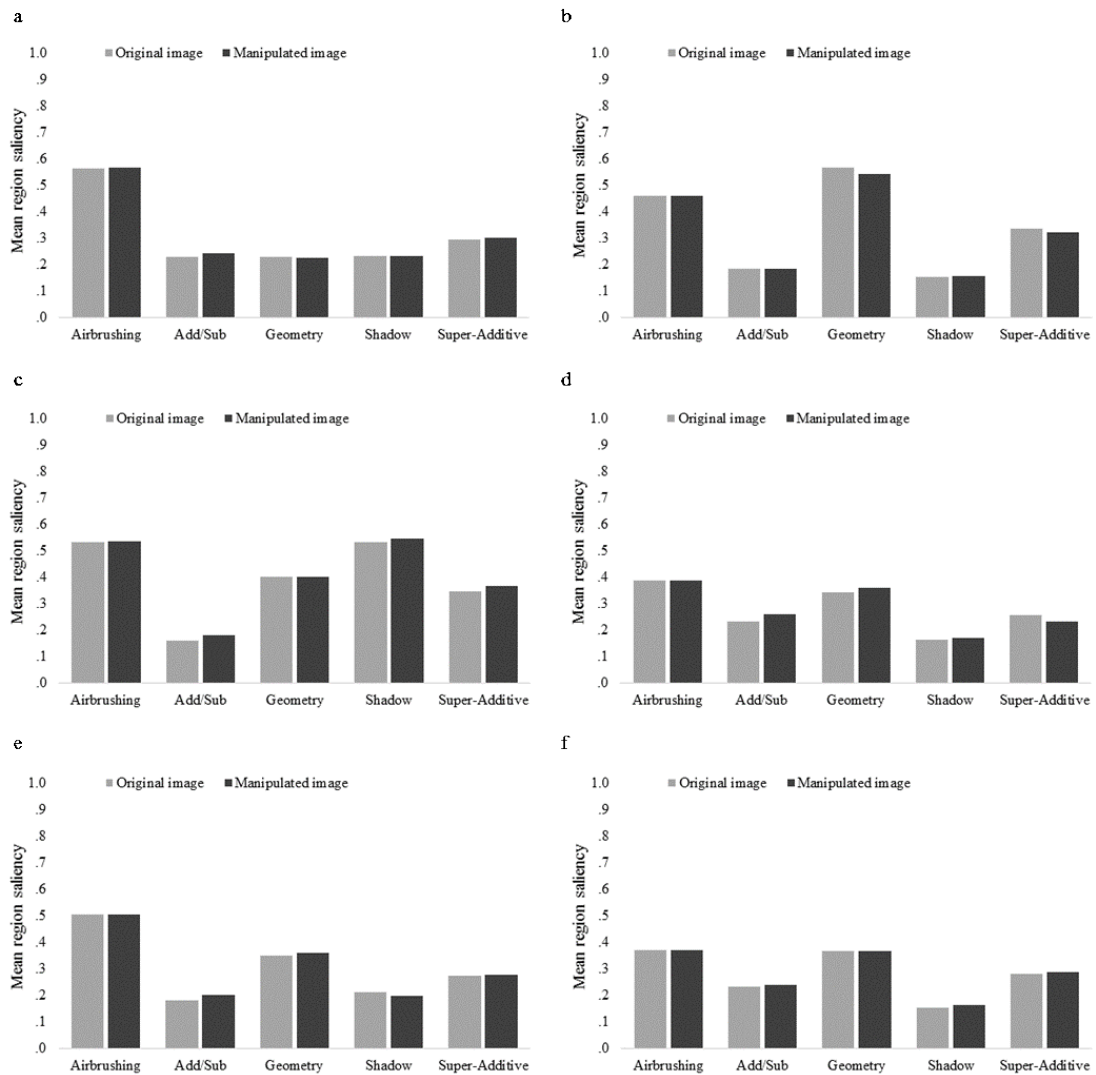 a
Original image Manipulated image
Mean region saliency
1.0
.9
.8
.7
.6
.5
.4
.3
.2
.1
.0
Airbrushing Add/Sub Geometry Shadow Super-Additive
b
Original image Manipulated image
Mean region saliency
1.0
.9
.8
.7
.6
.5
.4
.3
.2
.1
.0
Airbrushing Add/Sub Geometry Shadow Super-Additive
c
Original image Manipulated image
Mean region saliency
1.0
.9
.8
.7
.6
.5
.4
.3
.2
.1
.0
Airbrushing Add/Sub Geometry Shadow Super-Additive
d
Original image Manipulated image
Mean region saliency
1.0
.9
.8
.7
.6
.5
.4
.3
.2
.1
.0
Airbrushing Add/Sub Geometry Shadow Super-Additive
e
Original image Manipulated image
Mean region saliency
1.0
.9
.8
.7
.6
.5
.4
.3
.2
.1
.0
Airbrushing Add/Sub Geometry Shadow Super-Additive
f
Original image Manipulated image
Mean region saliency
1.0
.9
.8
.7
.6
.5
.4
.3
.2
.1
.0
Airbrushing Add/Sub Geometry Shadow Super-Additive